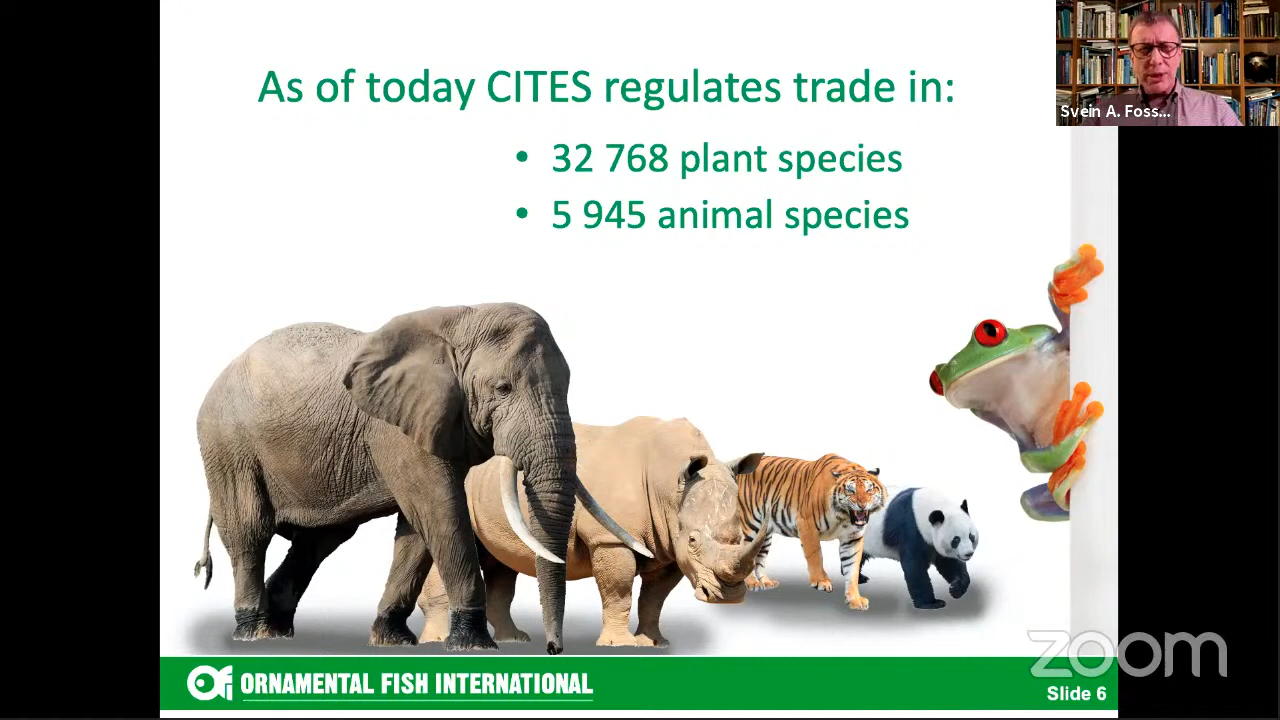 As of today CITES regulates trade in:
• 32 768 plant species
• 5 945 animal species
Svein A. Foss...
ORNAMENTAL FISH INTERNATIONAL
zoom
Slide 6